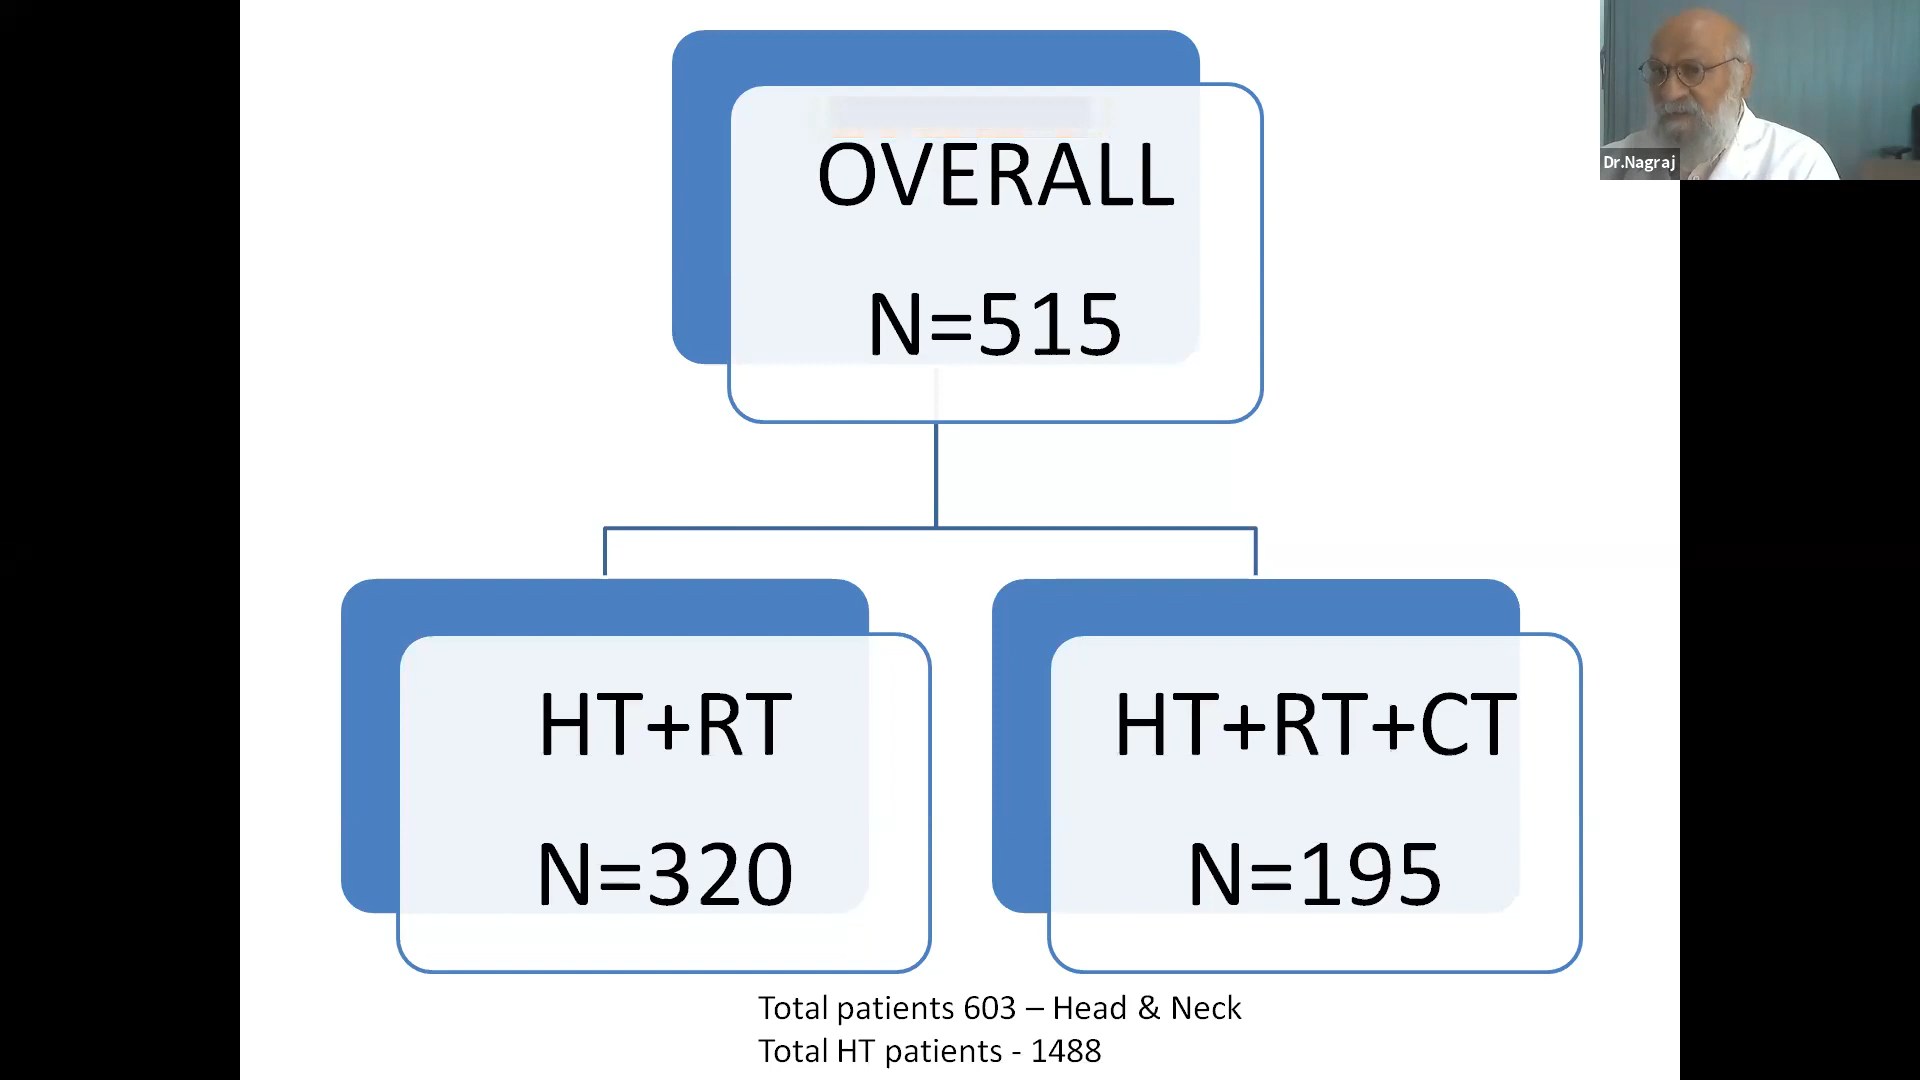 OVERALL
N=515
HT+RT
N=320
HT+RT+CT
N=195
Total patients 603 – Head & Neck
Total HT patients - 1488
Dr.Nagraj